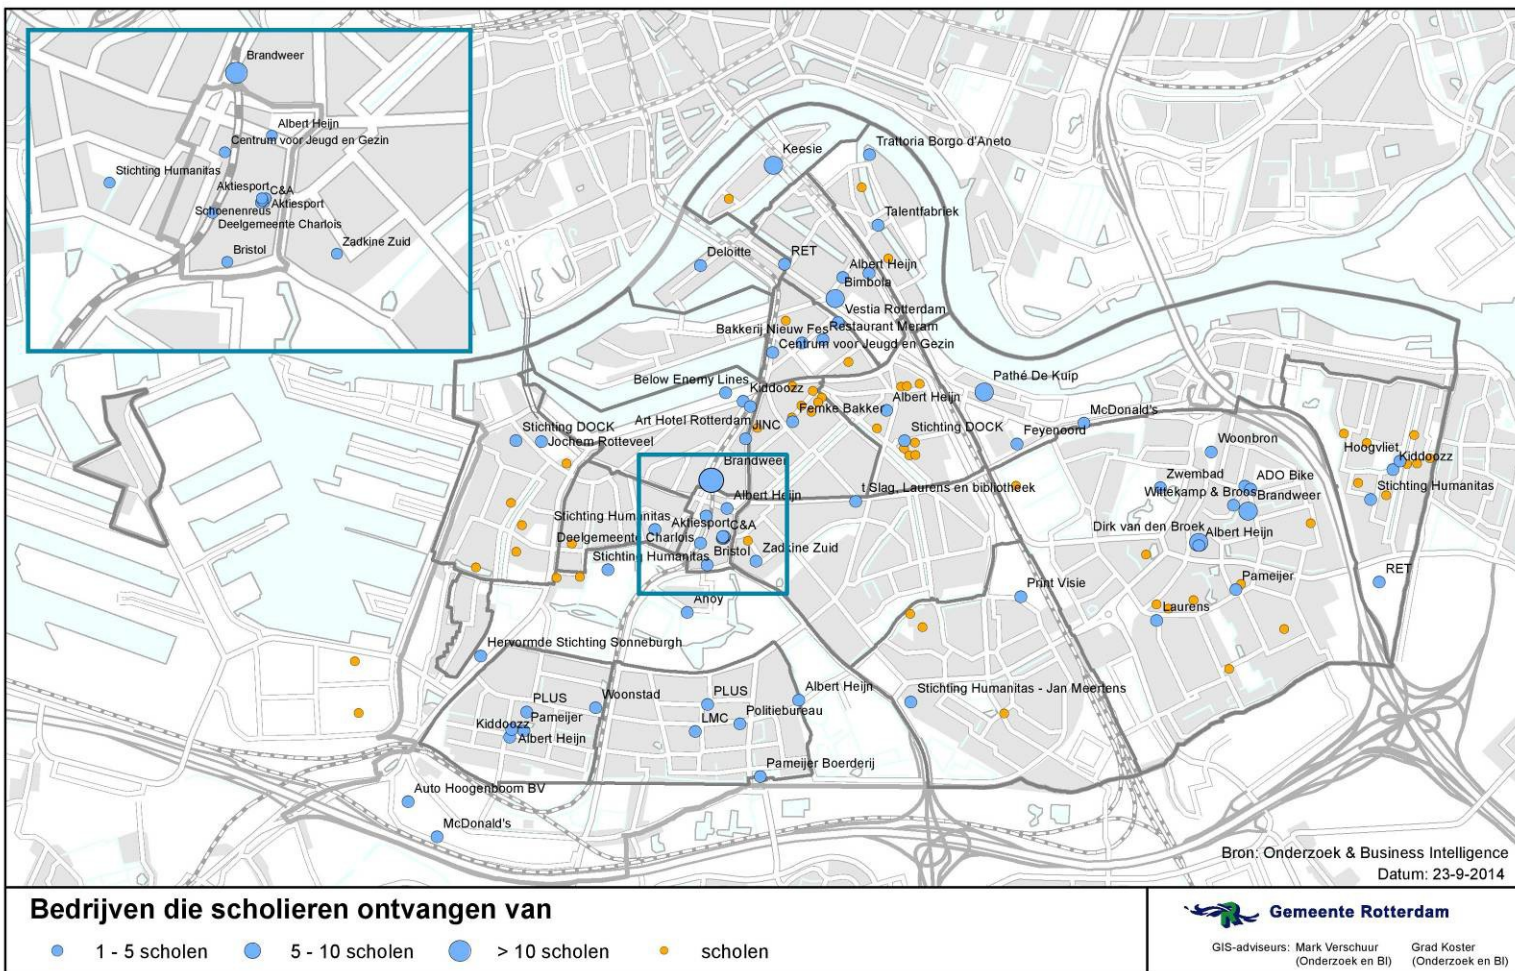 Brandweer
Albert Heijn
Centrum voor Jeugd en Gezin
Stichting Humanitas
Aktiesport
C&A
Aktiesport
Schoenenreus
Deelgemeente Charlois
Bristol
Zadkine Zuid
Keesie
Trattoria Borgo d'Aneto
Talentfabriek
Deloitte
RET
Albert Heijn
Bimbola
Vestia Rotterdam
Bakkerij Nieuw Fes
Restaurant Meram
Centrum voor Jeugd en Gezin
Below Enemy Lines
Kiddoozz
Pathé De Kuip
Albert Heijn
Femke Bakker
McDonald's
Art Hotel Rotterdam
JINC
Stichting DOCK
Jochem Rotteveel
Stichting DOCK
Feyenoord
Woonbron
Hoogvliet
Kiddoozz
Brandweer
Zwembad
ADO Bike
Stichting Humanitas
t Slag, Laurens en bibliotheek
Wittekamp & Broos
Brandweer
Albert Heijn
Stichting Humanitas
Aktiesport
C&A
Dirk van den Broek
Albert Heijn
Deelgemeente Charlois
Stichting Humanitas
Bristol
Zadkine Zuid
Print Visie
Pameijer
RET
Ahoy
Laurens
Hervormde Stichting Sonneburgh
PLUS
Woonstad
PLUS
Albert Heijn
Stichting Humanitas - Jan Meertens
Pameijer
Kiddoozz
LMC
Politiebureau
Albert Heijn
Pameijer Boerderij
Auto Hoogenboom BV
McDonald's
Bron: Onderzoek & Business Intelligence
Datum: 23-9-2014
Bedrijven die scholieren ontvangen van
1 - 5 scholen
5 - 10 scholen
> 10 scholen
scholen
Gemeente Rotterdam
GIS-adviseurs: Mark Verschuur Grad Koster
(Onderzoek en BI) (Onderzoek en BI)